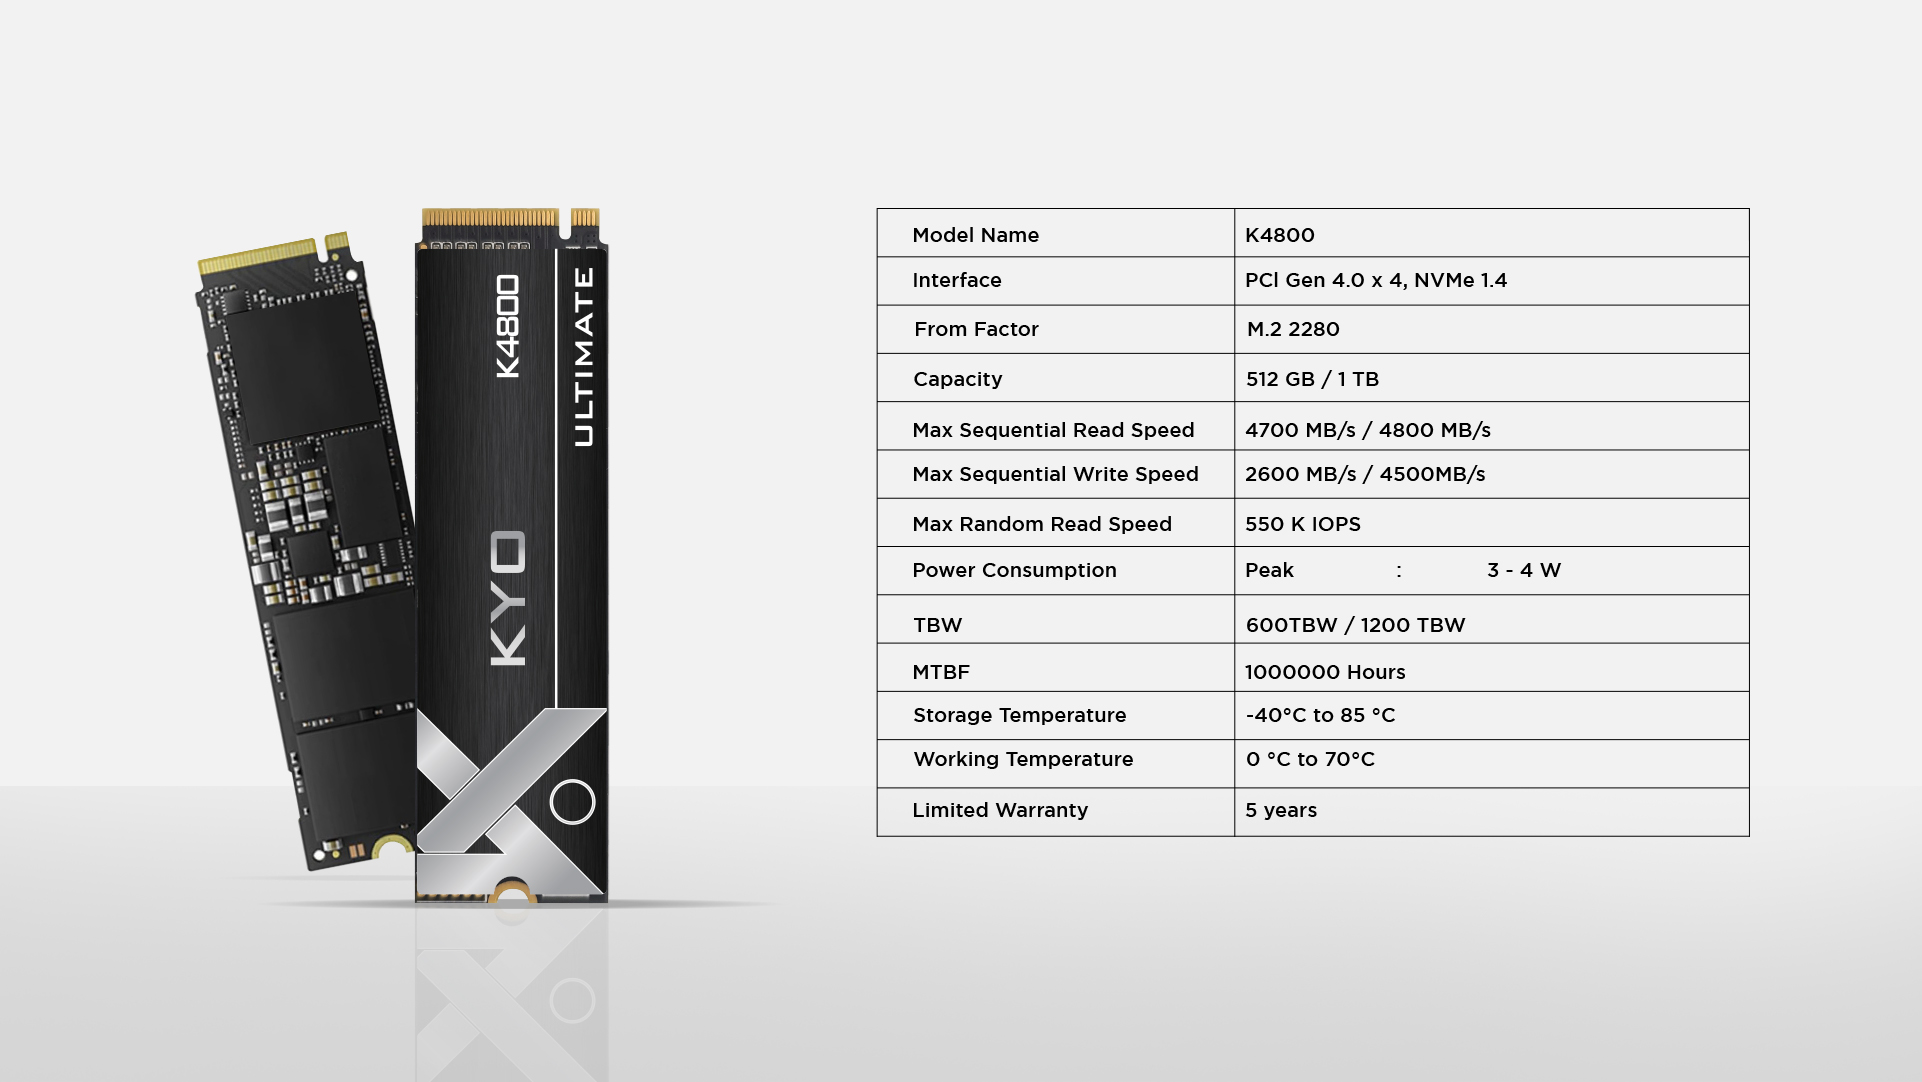 K4800
ULTIMATE
KYO
Model Name K4800
Interface PCl Gen 4.0 x 4, NVMe 1.4
From Factor M.2 2280
Capacity 512 GB / 1 TB
Max Sequential Read Speed 4700 MB/s / 4800 MB/s
Max Sequential Write Speed 2600 MB/s / 4500MB/s
Max Random Read Speed 550 K IOPS
Power Consumption Peak : 3 - 4 W
TBW 600TBW / 1200 TBW
MTBF 1000000 Hours
Storage Temperature -40°C to 85 °C
Working Temperature 0 °C to 70°C
Limited Warranty 5 years